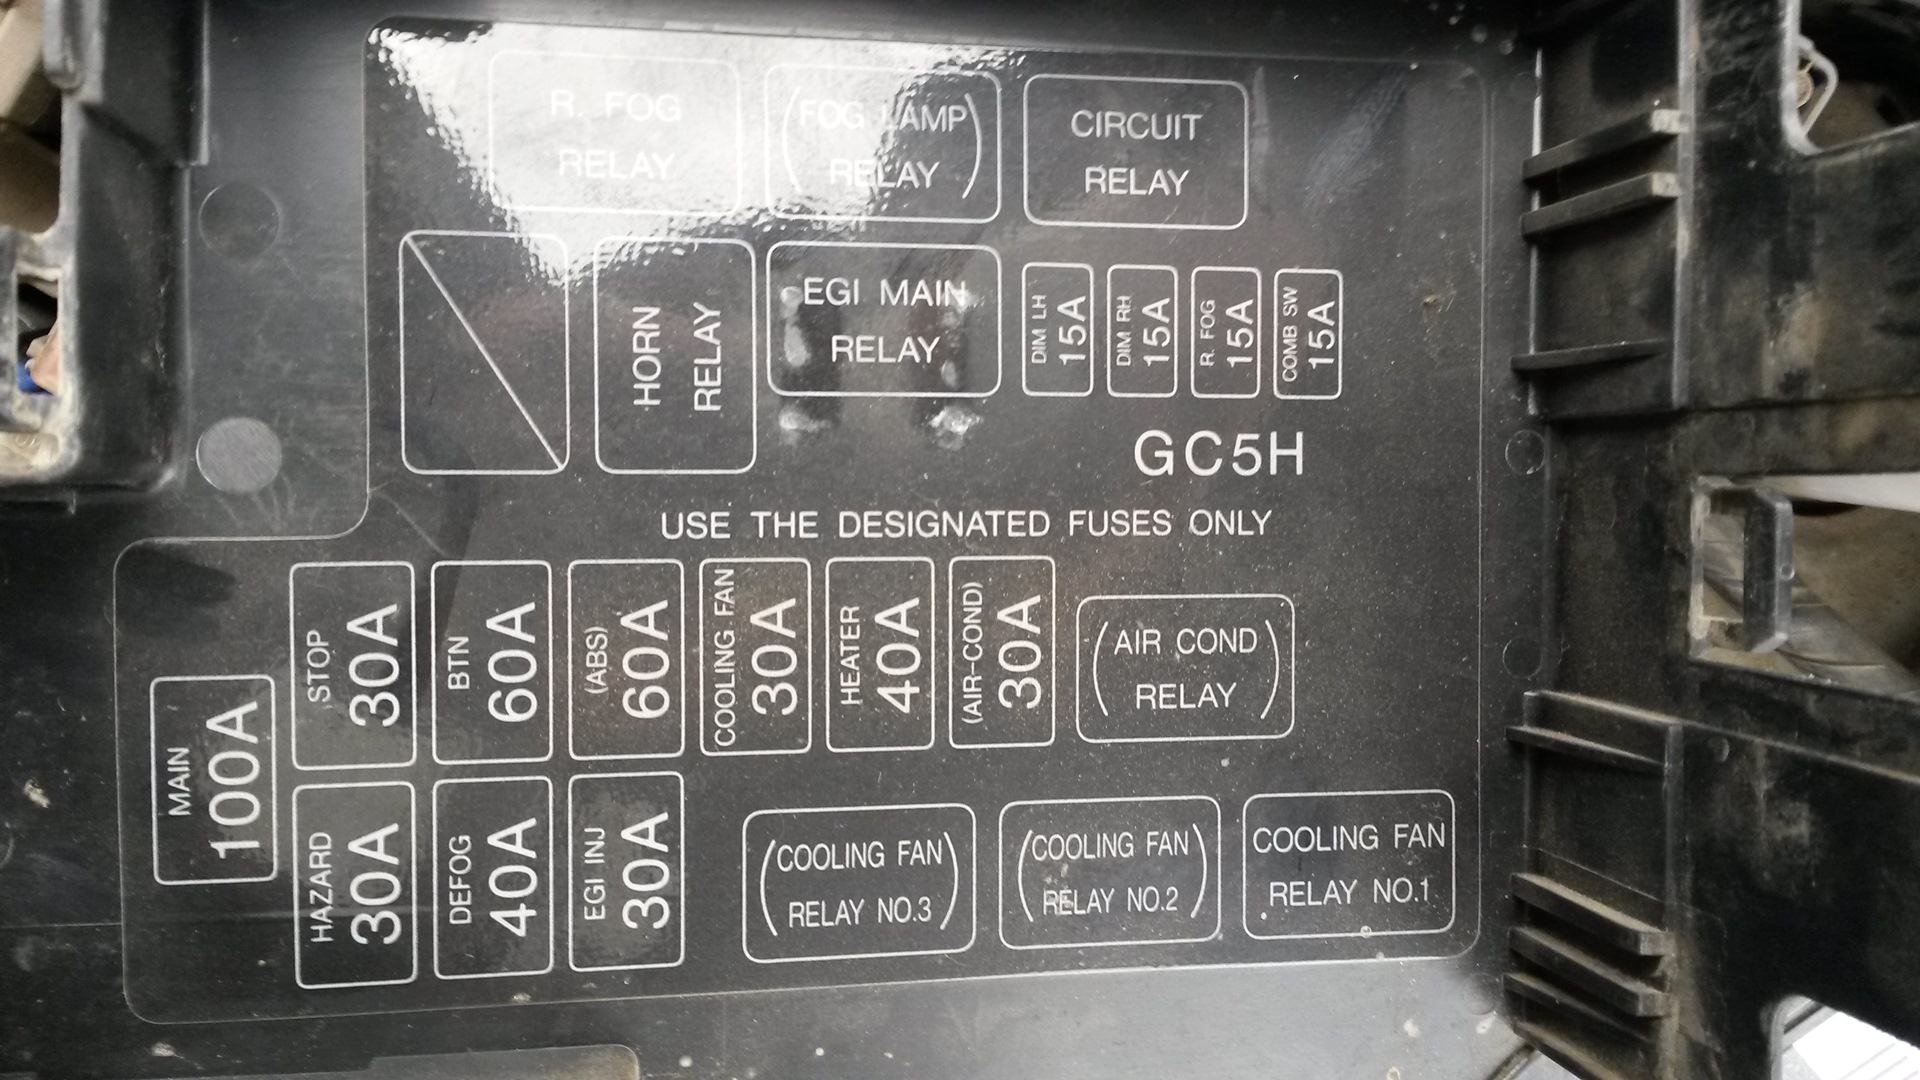 R. FOG
RELAY
(FOG LAMP
RELAY)
CIRCUIT
RELAY
HORN
RELAY
EGI MAIN
RELAY
DIM LH
15A
DIM RH
15A
R. FOG
15A
COMB SW
15A
GC5H
USE THE DESIGNATED FUSES ONLY
MAIN
100A
STOP
30A
BTN
60A
(ABS)
60A
COOLING FAN
30A
HEATER
40A
(AIR-COND)
30A
(AIR COND
RELAY)
HAZARD
30A
DEFOG
40A
EGI INJ
30A
(COOLING FAN
RELAY NO.3)
(COOLING FAN
RELAY NO.2)
COOLING FAN
RELAY NO.1